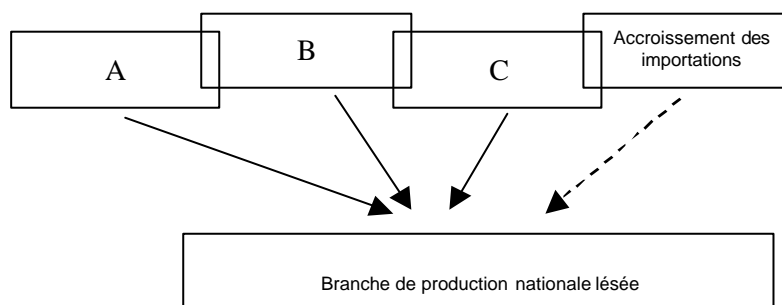 A
B
C
Accroissement des
importations
Branche de production nationale lésée